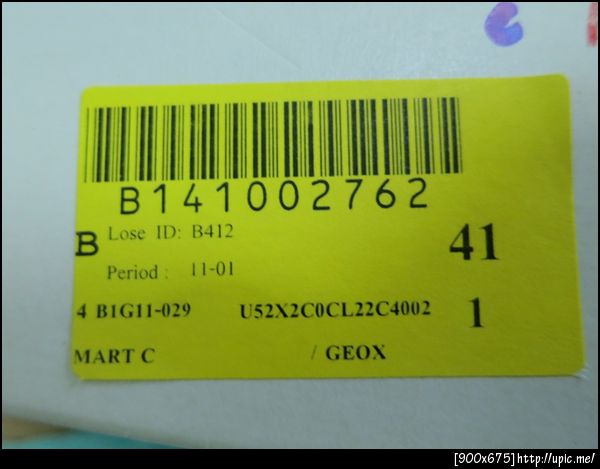 B141002762
B Lose ID: B412
41
Period : 11-01
4 B1G11-029 U52X2C0CL22C4002 1
MART C / GEOX
[900x675]http://upic.me/